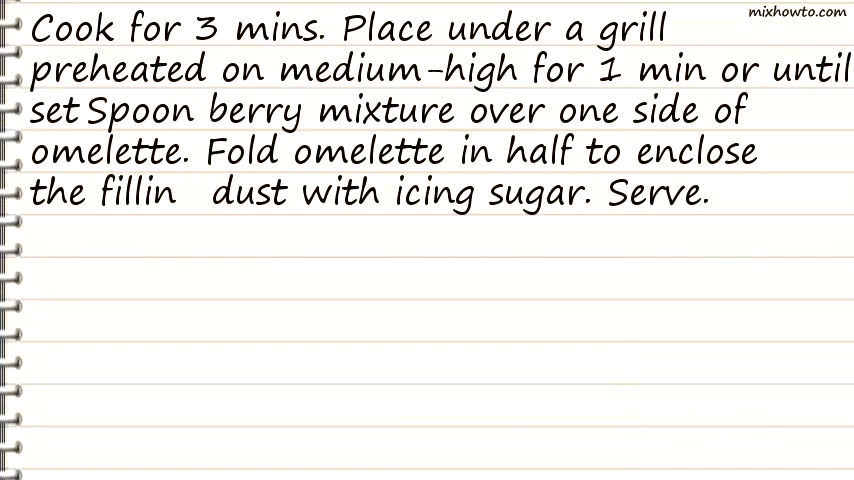 mixhowto.com
Cook for 3 mins. Place under a grill
preheated on medium-high for 1 min or until
set Spoon berry mixture over one side of
omelette. Fold omelette in half to enclose
the fillin dust with icing sugar. Serve.